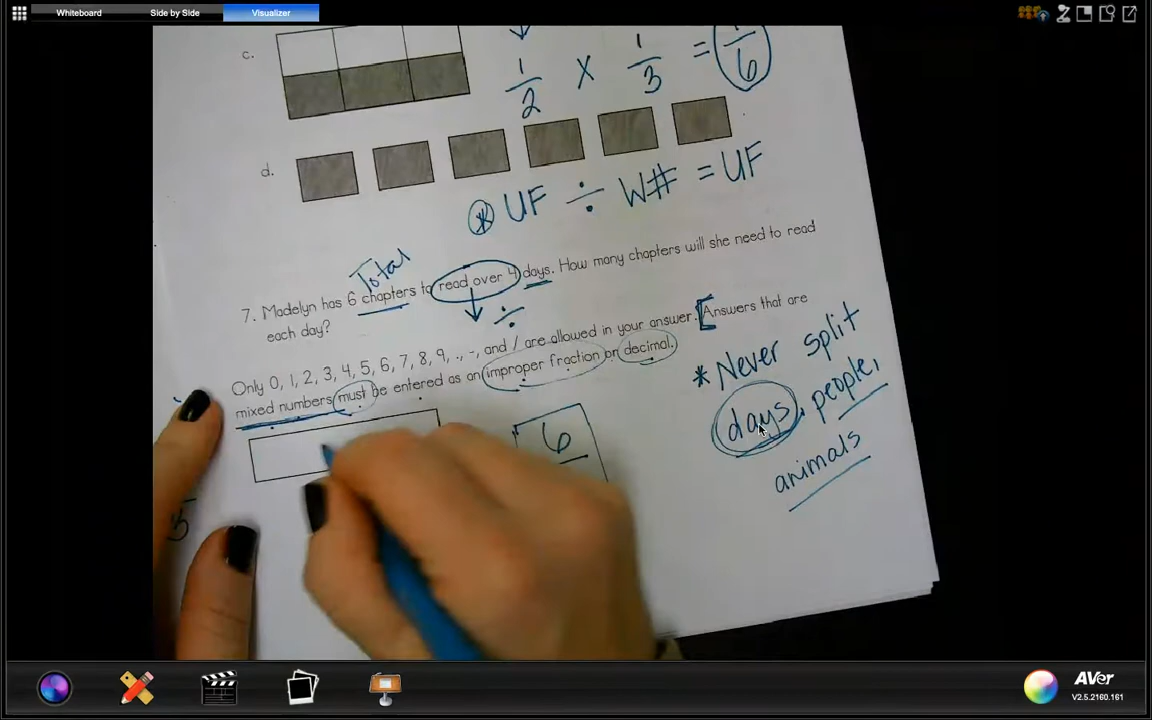 Whiteboard
Side by Side
Visualizer
c.
1/2 X 1/3 = 1/6
d.
* UF ÷ W# = UF
Total
7. Madelyn has 6 chapters to read over 4 days. How many chapters will she need to read
each day?
÷
Only 0, 1, 2, 3, 4, 5, 6, 7, 8, 9, ., -, and / are allowed in your answer. [Answers that are
mixed numbers must be entered as an improper fraction or decimal.
6
* Never split
days, people,
animals
AVer
V2.5.2160.161